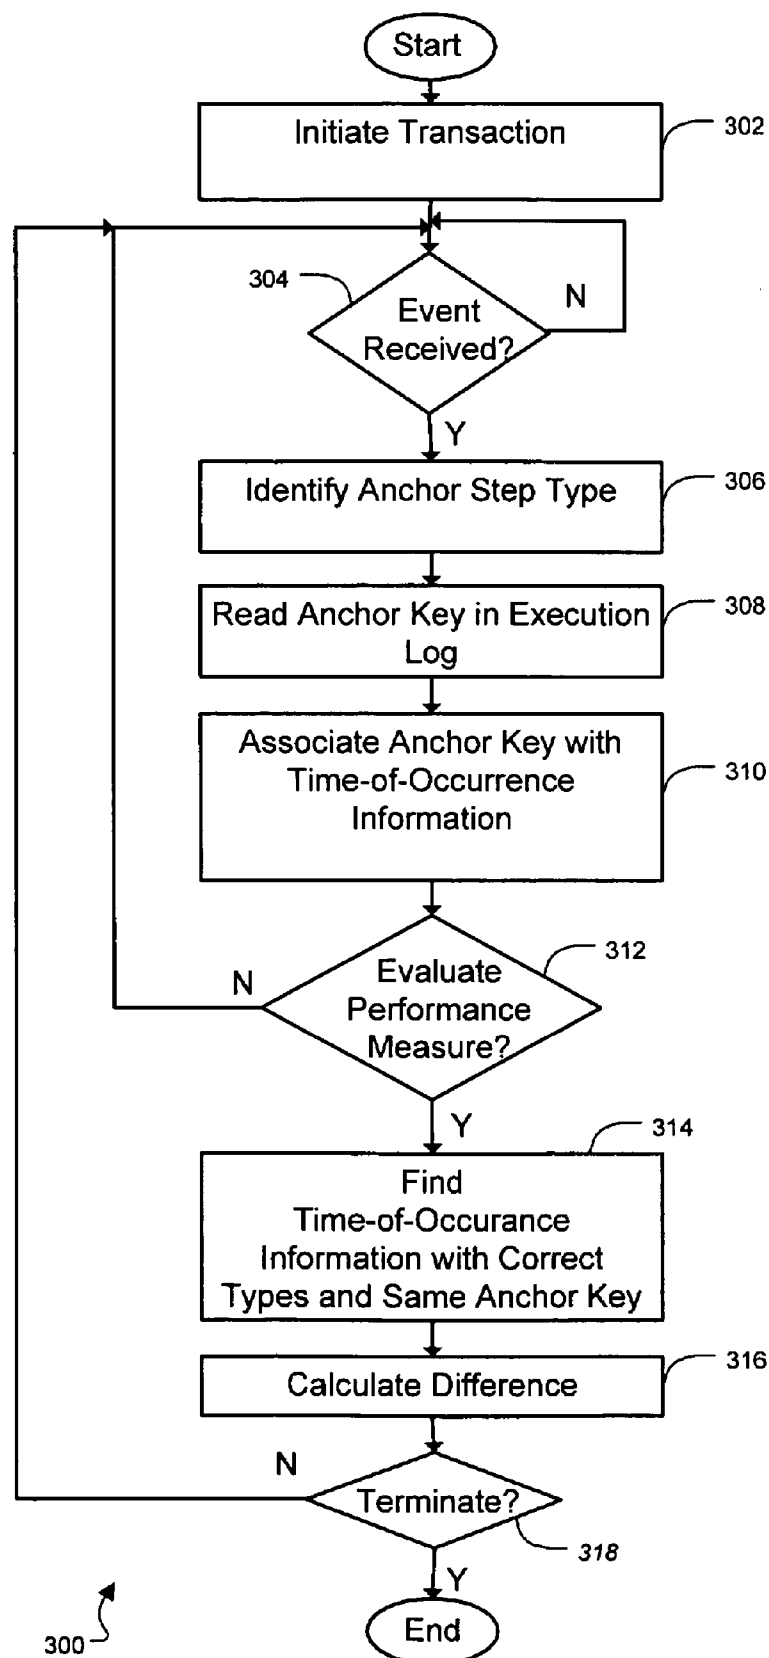 Start
Initiate Transaction
302
304
Event
Received?
N
Y
Identify Anchor Step Type
306
Read Anchor Key in Execution
Log
308
Associate Anchor Key with
Time-of-Occurrence
Information
310
312
N
Evaluate
Performance
Measure?
Y
314
Find
Time-of-Occurance
Information with Correct
Types and Same Anchor Key
316
Calculate Difference
N
Terminate?
318
Y
End
300